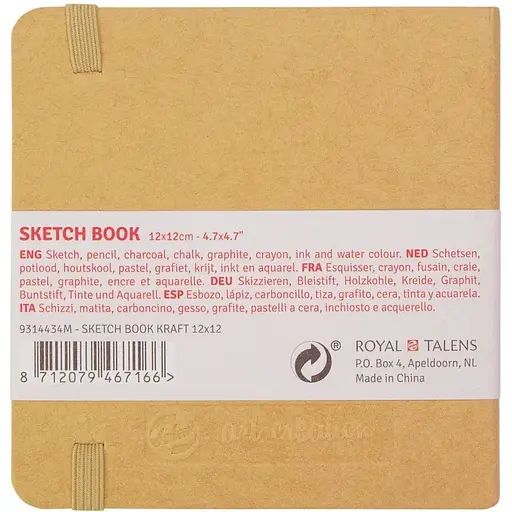 SKETCH BOOK 12x12cm - 4.7x4.7"
ENG Sketch, pencil, charcoal, chalk, graphite, crayon, ink and water colour. NED Schetsen,
potlood, houtskool, pastel, grafiet, krijt, inkt en aquarel. FRA Esquisser, crayon, fusain, craie,
pastel, graphite, encre et aquarelle. DEU Skizzieren, Bleistift, Holzkohle, Kreide, Graphit,
Buntstift, Tinte und Aquarell. ESP Esbozo, lápiz, carboncillo, tiza, grafito, cera, tinta y acuarela.
ITA Schizzi, matita, carboncino, gesso, grafite, pastelli a cera, inchiosto e acquerello.
9314434M - SKETCH BOOK KRAFT 12x12
8 712079 467166 >
ROYAL TALENS
P.O. Box 4, Apeldoorn, NL
Made in China
art creation